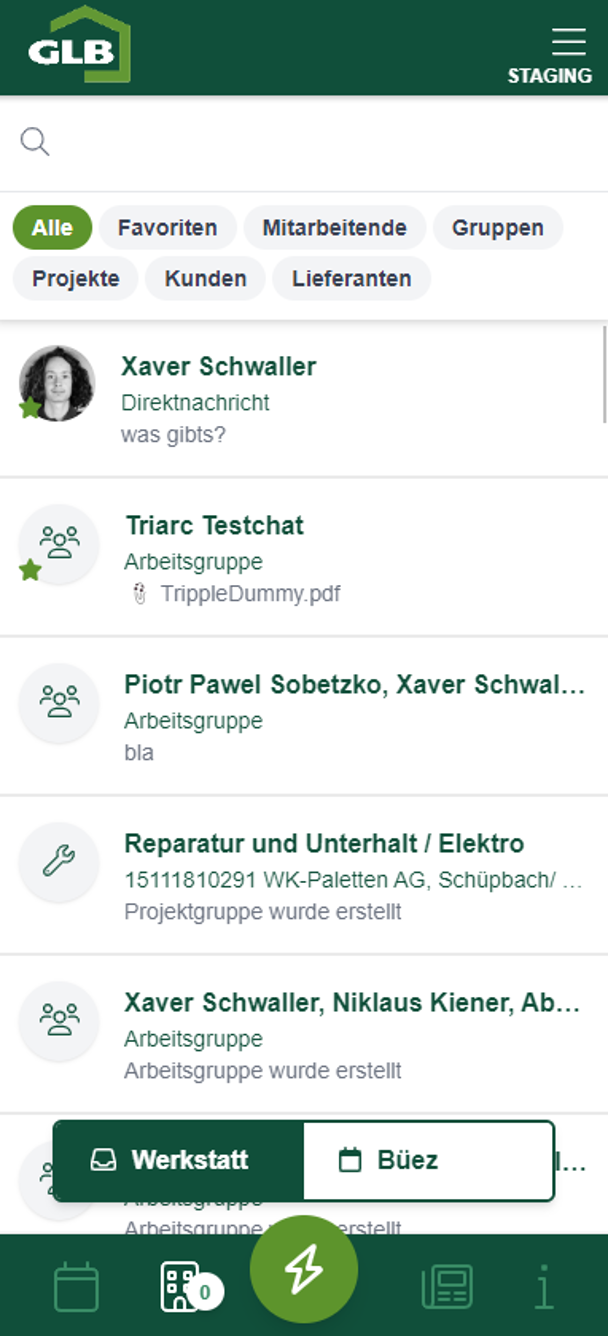 GLB
STAGING
Alle Favoriten Mitarbeitende Gruppen
Projekte Kunden Lieferanten
Xaver Schwaller
Direktnachricht
was gibts?
Triarc Testchat
Arbeitsgruppe
TrippleDummy.pdf
Piotr Pawel Sobetzko, Xaver Schwal...
Arbeitsgruppe
bla
Reparatur und Unterhalt / Elektro
15111810291 WK-Paletten AG, Schüpbach/ ...
Projektgruppe wurde erstellt
Xaver Schwaller, Niklaus Kiener, Ab...
Arbeitsgruppe
Arbeitsgruppe wurde erstellt
Werkstatt Büez
Arbeitsgruppe
Arbeitsgruppe erstellt
0